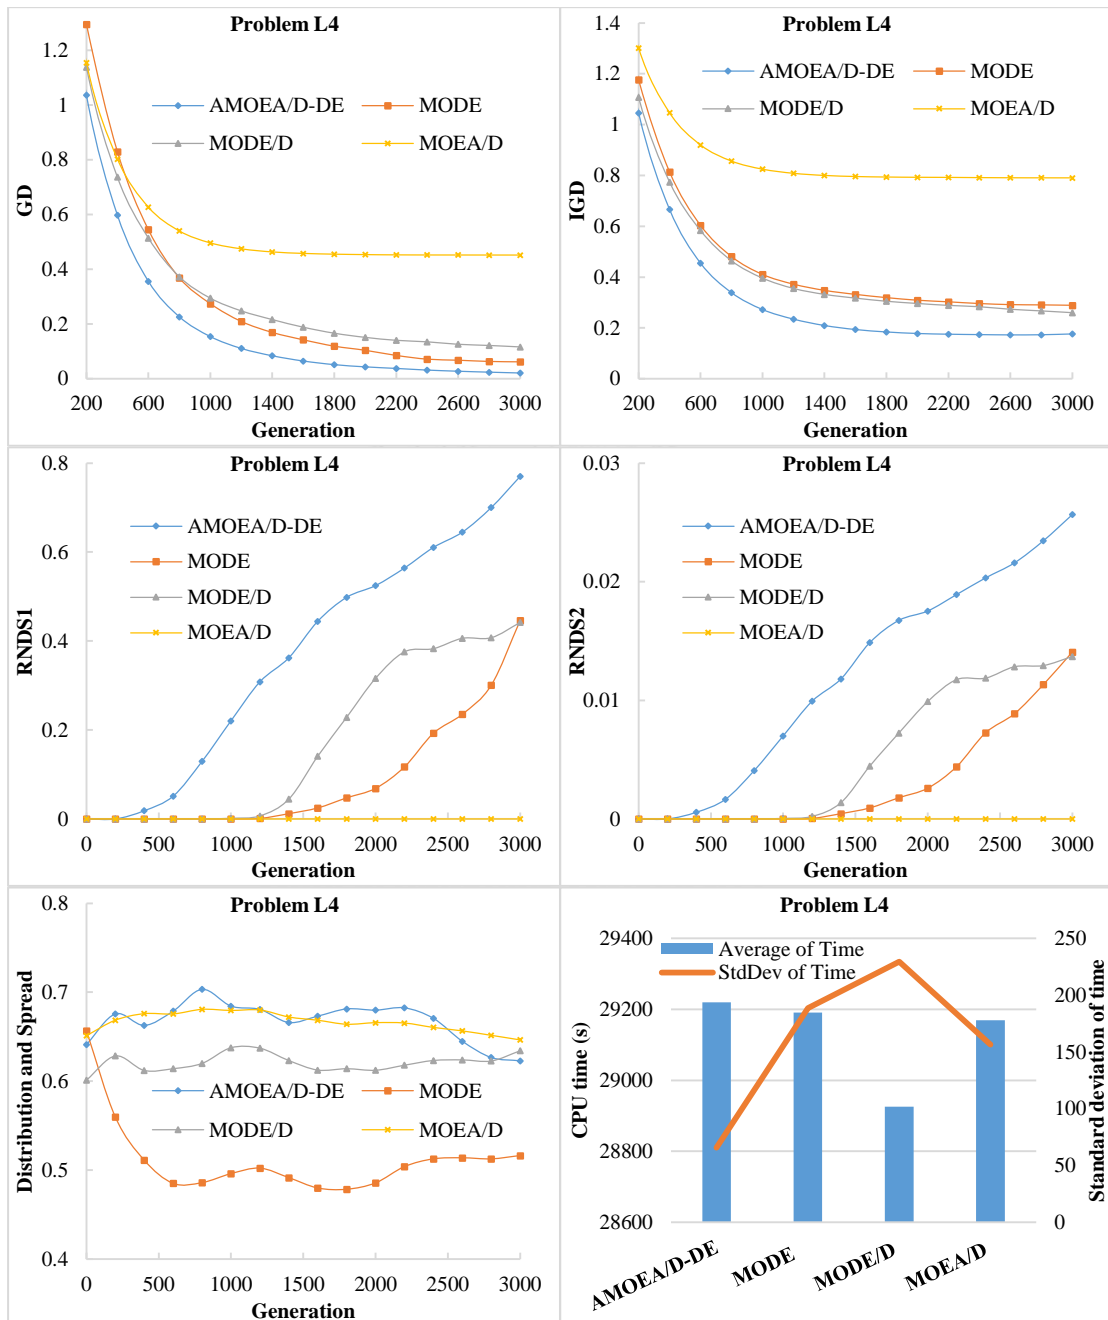 Problem L4
1.2
1
0.8
0.6
0.4
0.2
0
GD
AMOEA/D-DE
MODE
MODE/D
MOEA/D
200 600 1000 1400 1800 2200 2600 3000
Generation
Problem L4
1.4
1.2
1
0.8
0.6
0.4
0.2
0
IGD
AMOEA/D-DE
MODE
MODE/D
MOEA/D
200 600 1000 1400 1800 2200 2600 3000
Generation
Problem L4
0.8
0.6
0.4
0.2
0
RNDS1
AMOEA/D-DE
MODE
MODE/D
MOEA/D
0 500 1000 1500 2000 2500 3000
Generation
Problem L4
0.03
0.02
0.01
0
RNDS2
AMOEA/D-DE
MODE
MODE/D
MOEA/D
0 500 1000 1500 2000 2500 3000
Generation
Problem L4
0.8
0.7
0.6
0.5
0.4
Distribution and Spread
AMOEA/D-DE
MODE
MODE/D
MOEA/D
0 500 1000 1500 2000 2500 3000
Generation
Problem L4
29400
29200
29000
28800
28600
CPU time (s)
Average of Time
StdDev of Time
250
200
150
100
50
0
Standard deviation of time
AMOEA/D-DE
MODE
MODE/D
MOEA/D